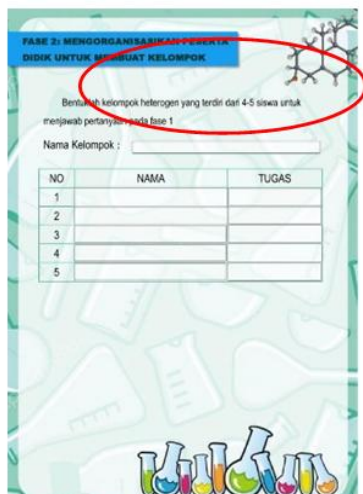 FASE 2: MENGORGANISASIKAN PESERTA
DIDIK UNTUK MEMBUAT KELOMPOK
Bentuklah kelompok heterogen yang terdiri dari 4-5 siswa untuk
menjawab pertanyaan pada fase 1
Nama Kelompok :
NO NAMA TUGAS
1
2
3
4
5